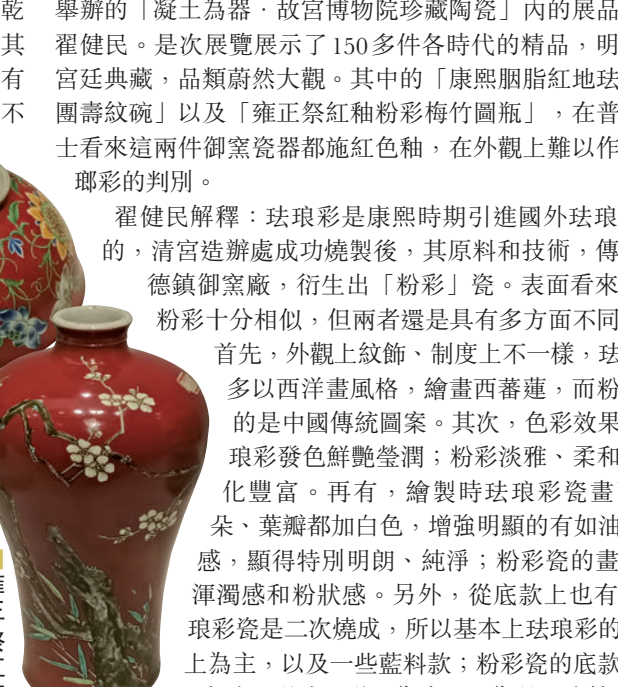 乾
其
有
不
舉辦的「凝土為器．故宮博物院珍藏陶瓷」內的展品
翟健民。是次展覽展示了150多件各時代的精品，明
宮廷典藏，品類蔚然大觀。其中的「康熙胭脂紅地珐
團壽紋碗」以及「雍正祭紅釉粉彩梅竹圖瓶」，在普
士看來這兩件御窯瓷器都施紅色釉，在外觀上難以作
瑯彩的判別。
翟健民解釋：珐琅彩是康熙時期引進國外珐琅
的，清宮造辦處成功燒製後，其原料和技術，傳
德鎮御窯廠，衍生出「粉彩」瓷。表面看來
粉彩十分相似，但兩者還是具有多方面不同
首先，外觀上紋飾、制度上不一樣，珐
多以西洋畫風格，繪畫西蕃蓮，而粉
的是中國傳統圖案。其次，色彩效果
琅彩發色鮮艷瑩潤；粉彩淡雅、柔和
化豐富。再有，繪製時珐琅彩瓷畫
朵、葉瓣都加白色，增強明顯的有如油
感，顯得特別明朗、純淨；粉彩瓷的畫
渾濁感和粉狀感。另外，從底款上也有
琅彩瓷是二次燒成，所以基本上珐琅彩的
上為主，以及一些藍料款；粉彩瓷的底款